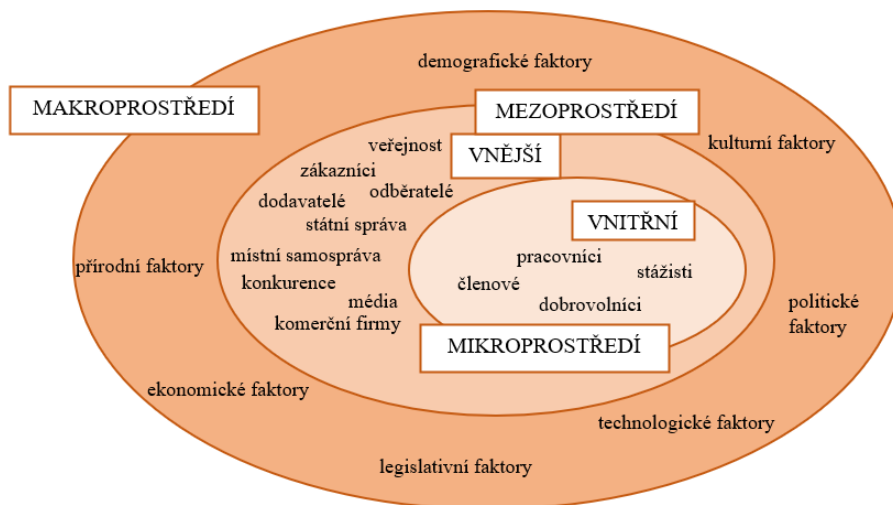 demografické faktory
MAKROPROSTŘEDÍ
MEZOPROSTŘEDÍ
kulturní faktory
veřejnost
VNĚJŠÍ
zákazníci
odběratelé
dodavatelé
státní správa
VNITŘNÍ
místní samospráva
pracovníci
přírodní faktory
stážisti
konkurence
členové
média
dobrovolníci
politické
faktory
komerční firmy
MIKROPROSTŘEDÍ
ekonomické faktory
technologické faktory
legislativní faktory